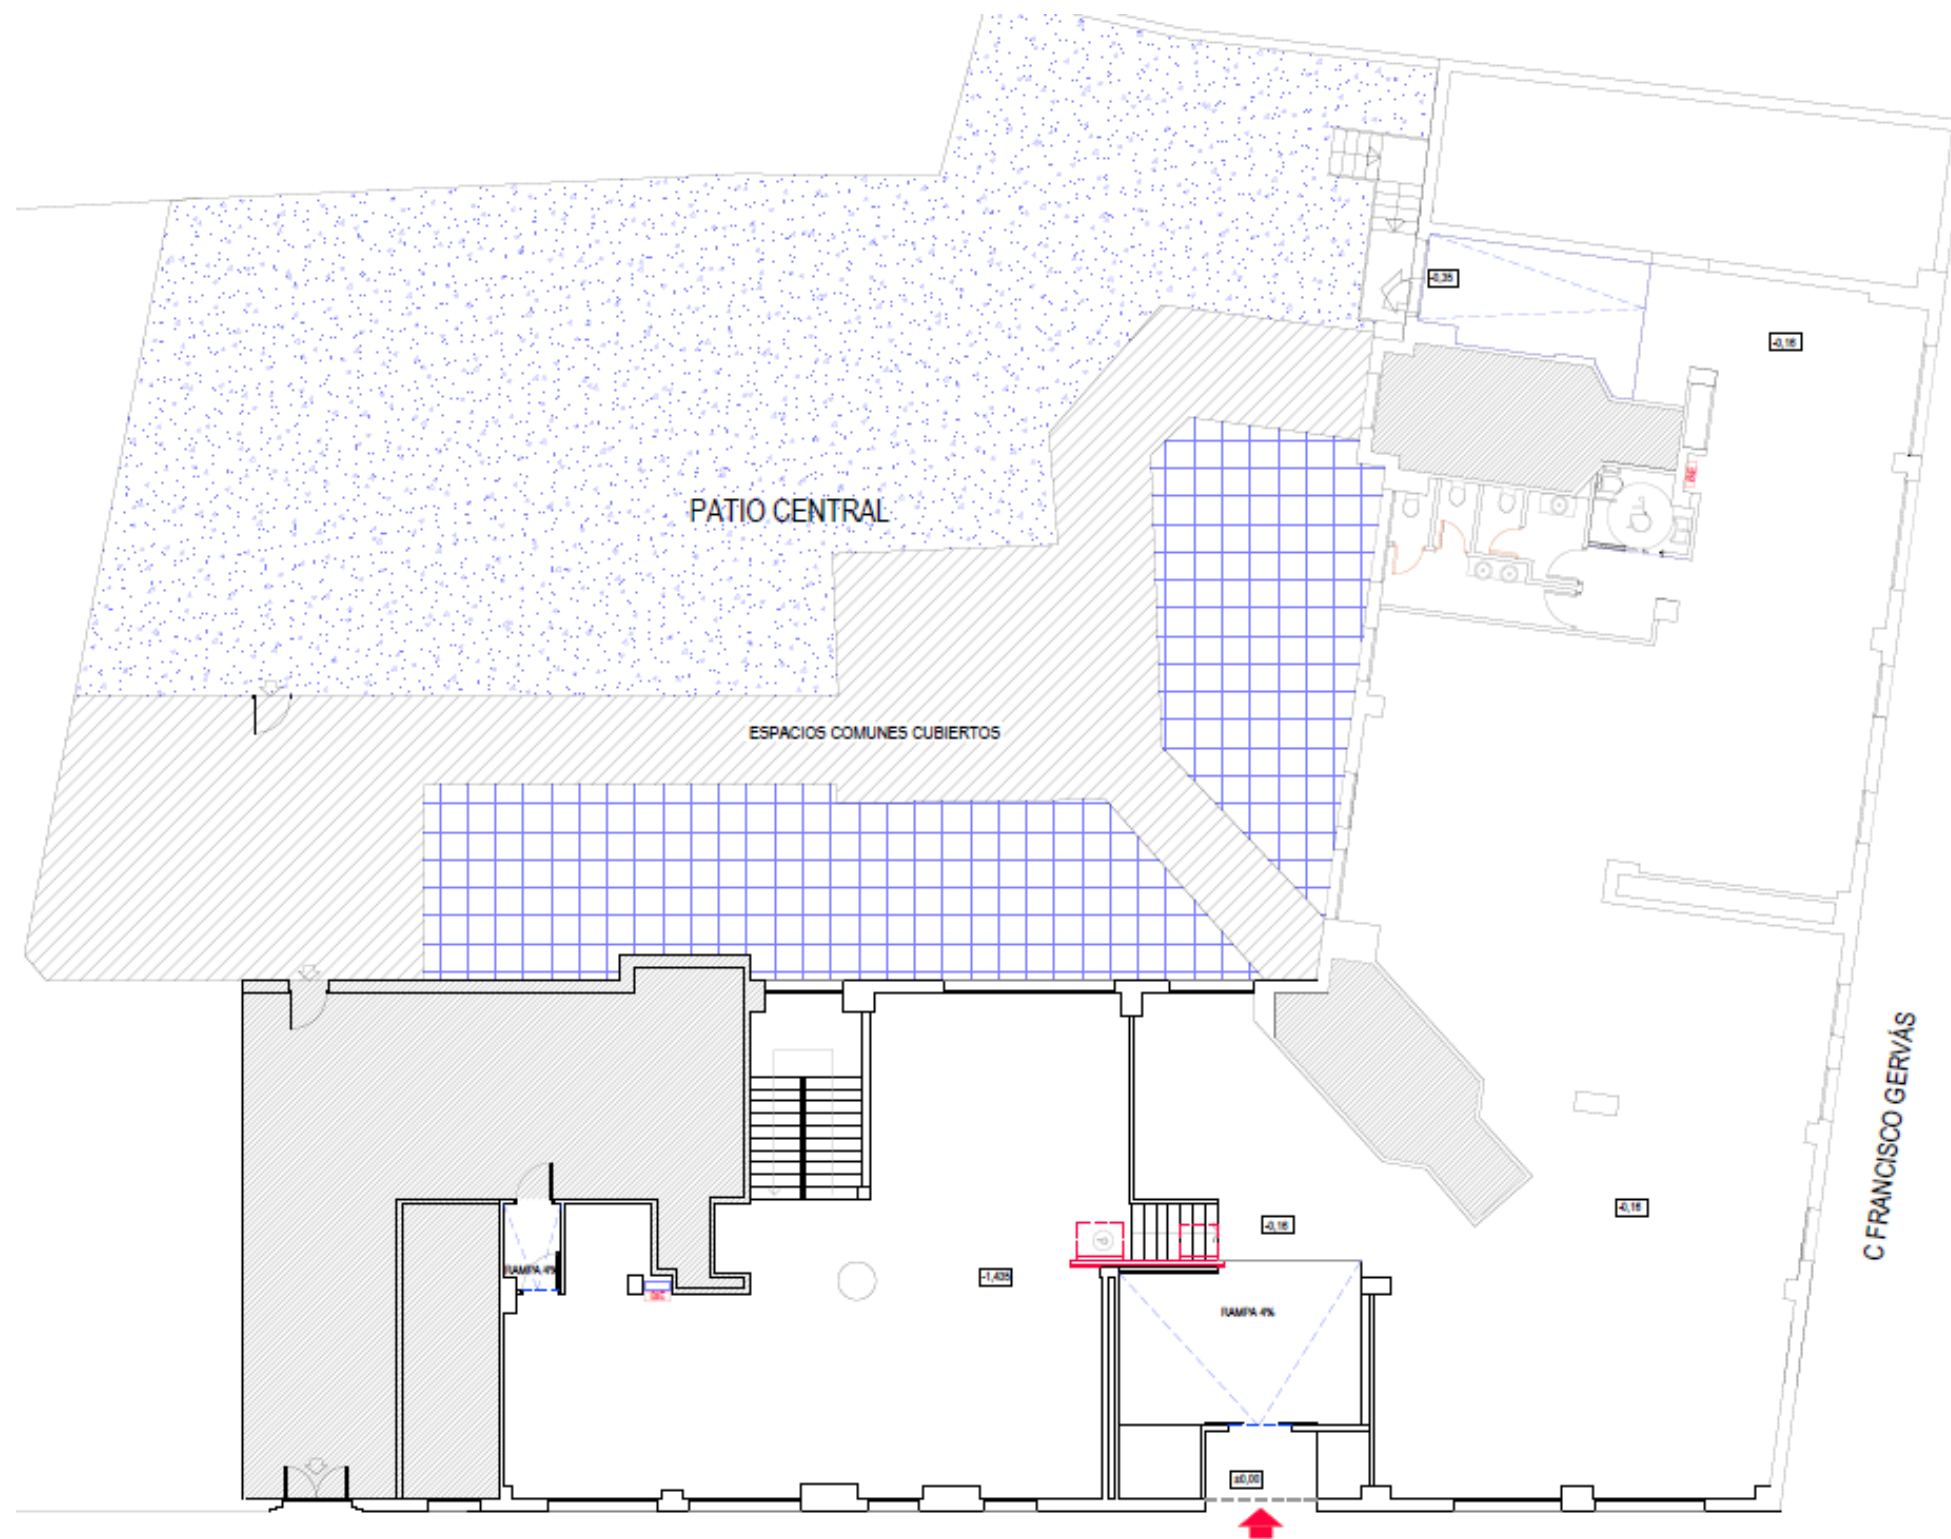 -0,35
-0,16
PATIO CENTRAL
ESPACIOS COMUNES CUBIERTOS
C FRANCISCO GERVÁS
-0,16
-0,16
RAMPA 4%
-1,435
RAMPA 4%
±0,00